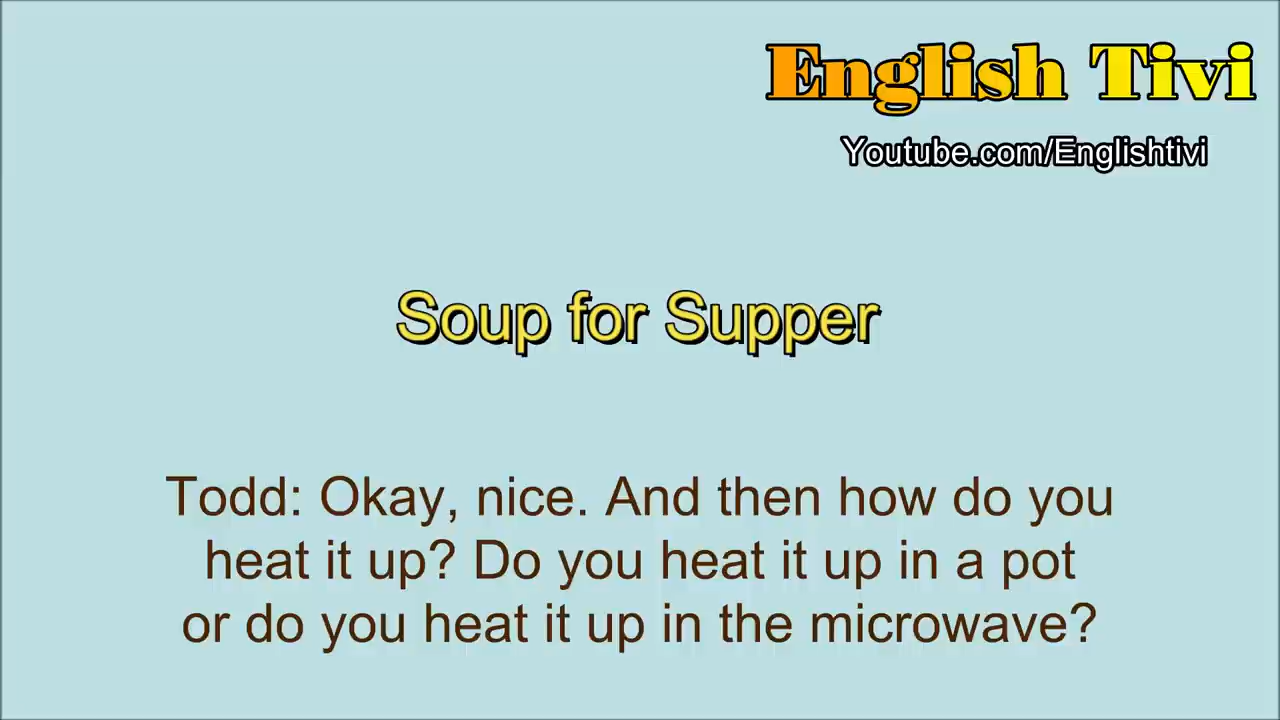 English Tivi
Youtube.com/Englishtivi
Soup for Supper
Todd: Okay, nice. And then how do you
heat it up? Do you heat it up in a pot
or do you heat it up in the microwave?